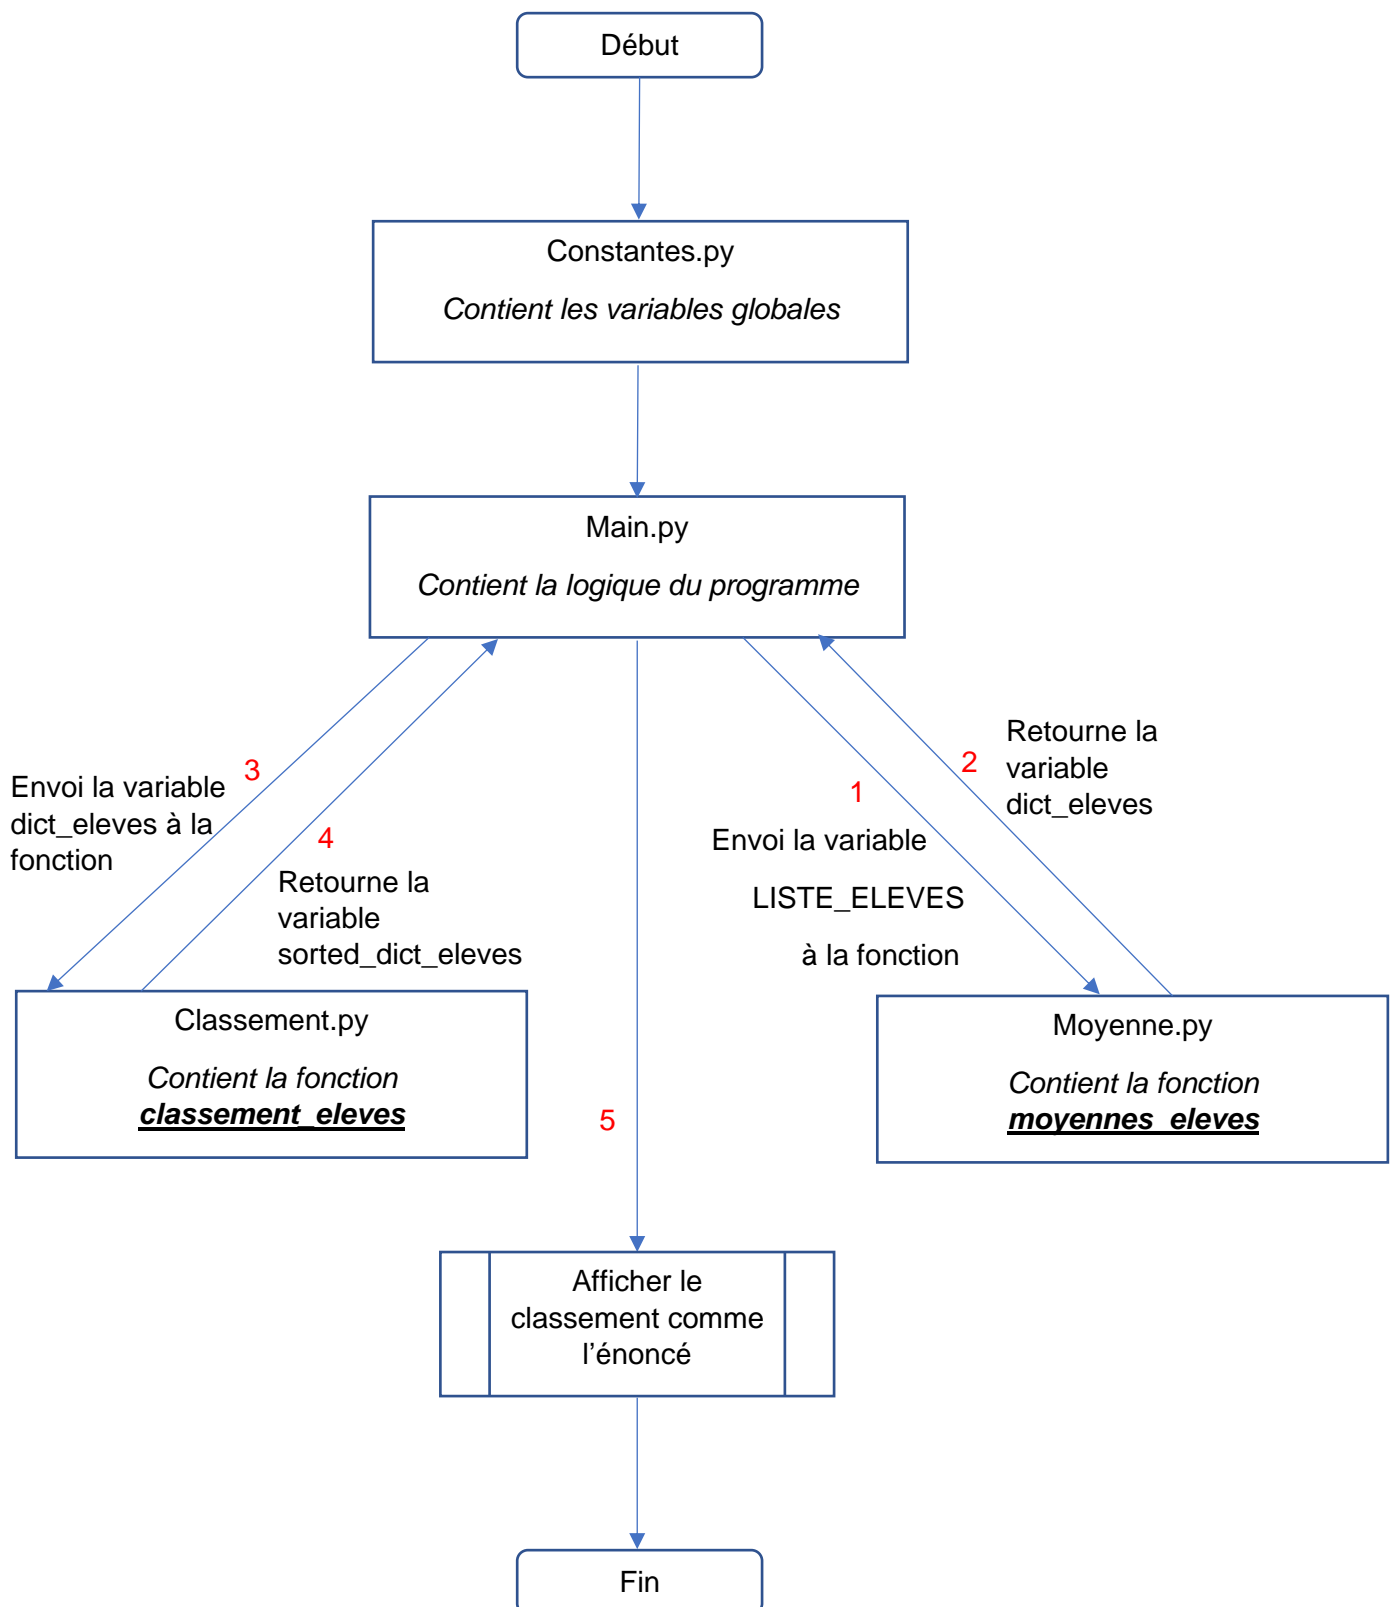 Début
Constantes.py
Contient les variables globales
Main.py
Contient la logique du programme
3
Envoi la variable
dict_eleves à la
fonction
4
Retourne la
variable
sorted_dict_eleves
1
Envoi la variable
LISTE_ELEVES
à la fonction
2
Retourne la
variable
dict_eleves
Classement.py
Contient la fonction
classement_eleves
Moyenne.py
Contient la fonction
moyennes_eleves
5
Afficher le
classement comme
l’énoncé
Fin